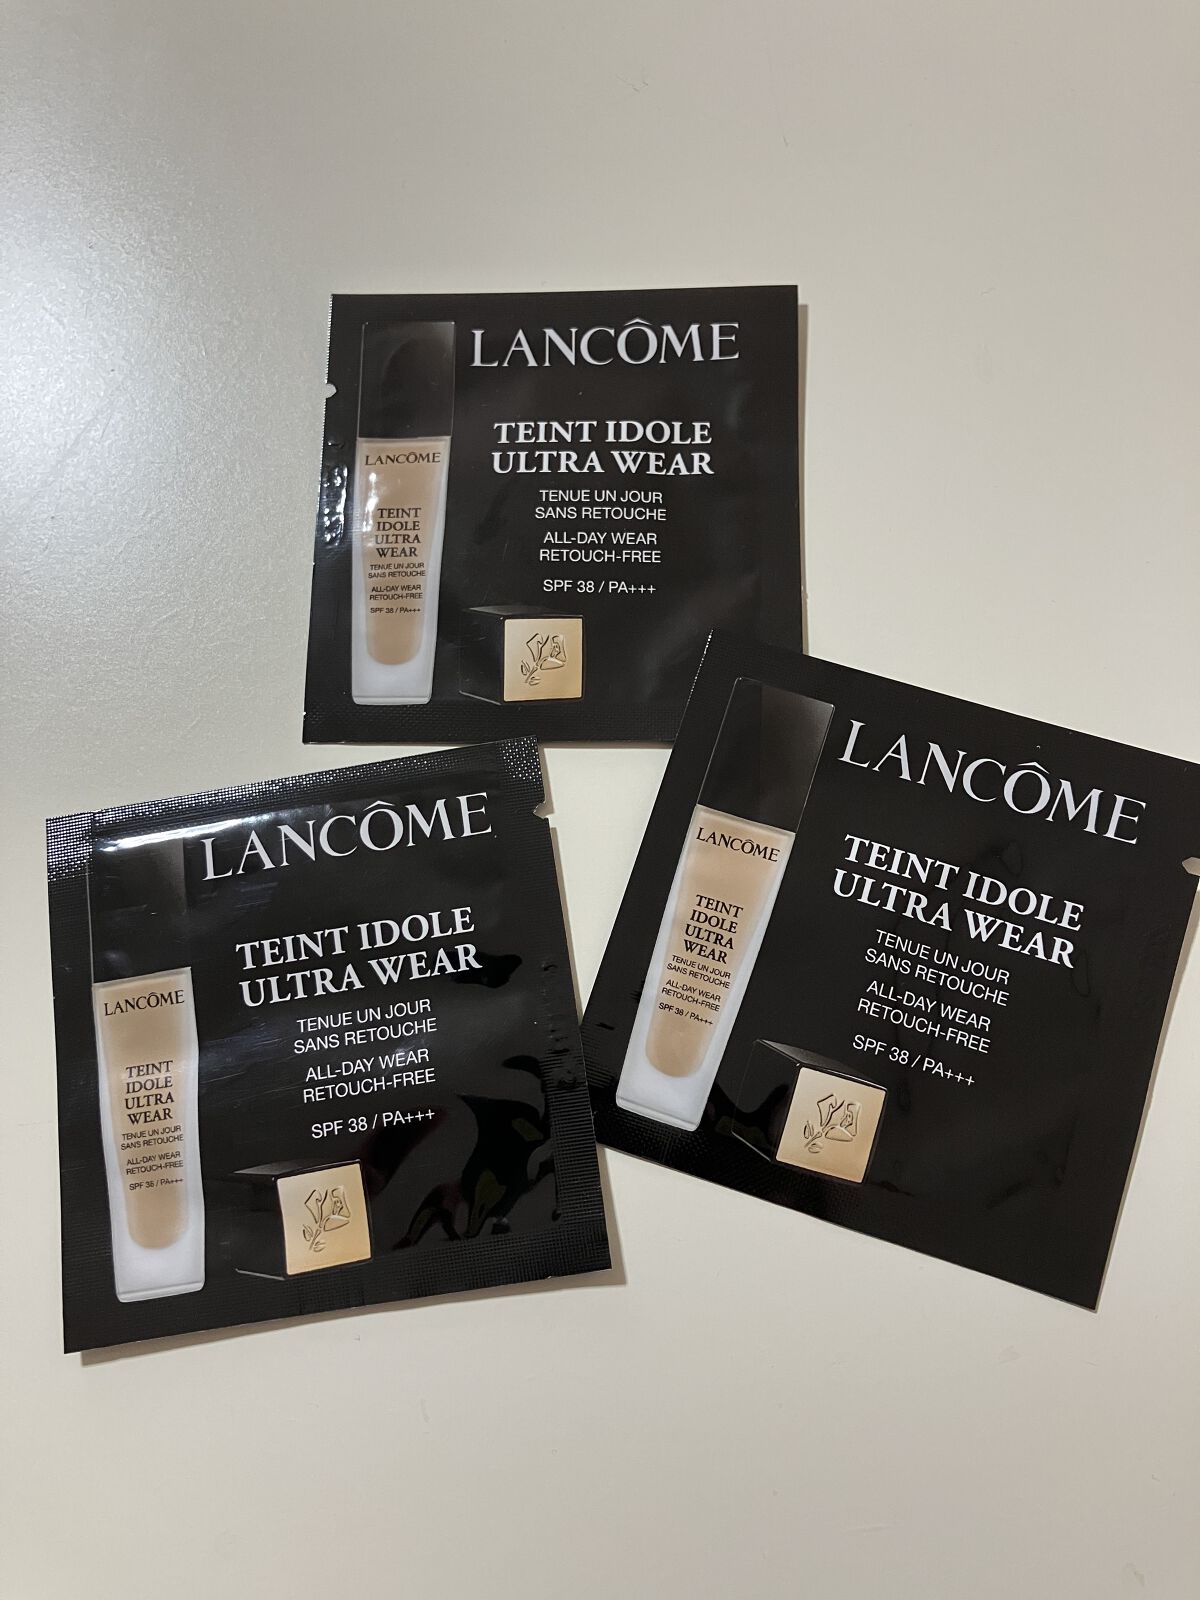 LANCÔME
TEINT IDOLE
ULTRA WEAR
TENUE UN JOUR
SANS RETOUCHE
ALL-DAY WEAR
RETOUCH-FREE
SPF 38 / PA+++
LANCÔME
TEINT
IDOLE
ULTRA
WEAR
TENUE UN JOUR
SANS RETOUCHE
ALL-DAY WEAR
RETOUCH-FREE
SPF 38 / PA+++
LANCÔME
TEINT IDOLE
ULTRA WEAR
TENUE UN JOUR
SANS RETOUCHE
ALL-DAY WEAR
RETOUCH-FREE
SPF 38 / PA+++
LANCÔME
TEINT
IDOLE
ULTRA
WEAR
TENUE UN JOUR
SANS RETOUCHE
ALL-DAY WEAR
RETOUCH-FREE
SPF 38 / PA+++
LANCÔME
TEINT IDOLE
ULTRA WEAR
TENUE UN JOUR
SANS RETOUCHE
ALL-DAY WEAR
RETOUCH-FREE
SPF 38 / PA+++
LANCÔME
TEINT
IDOLE
ULTRA
WEAR
TENUE UN JOUR
SANS RETOUCHE
ALL-DAY WEAR
RETOUCH-FREE
SPF 38 / PA+++